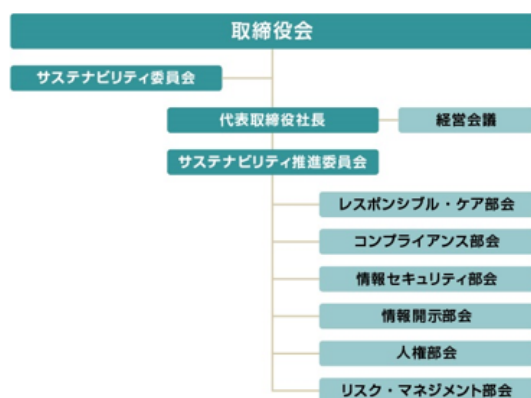 取締役会
サステナビリティ委員会
代表取締役社長
経営会議
サステナビリティ推進委員会
レスポンシブル・ケア部会
コンプライアンス部会
情報セキュリティ部会
情報開示部会
人権部会
リスク・マネジメント部会